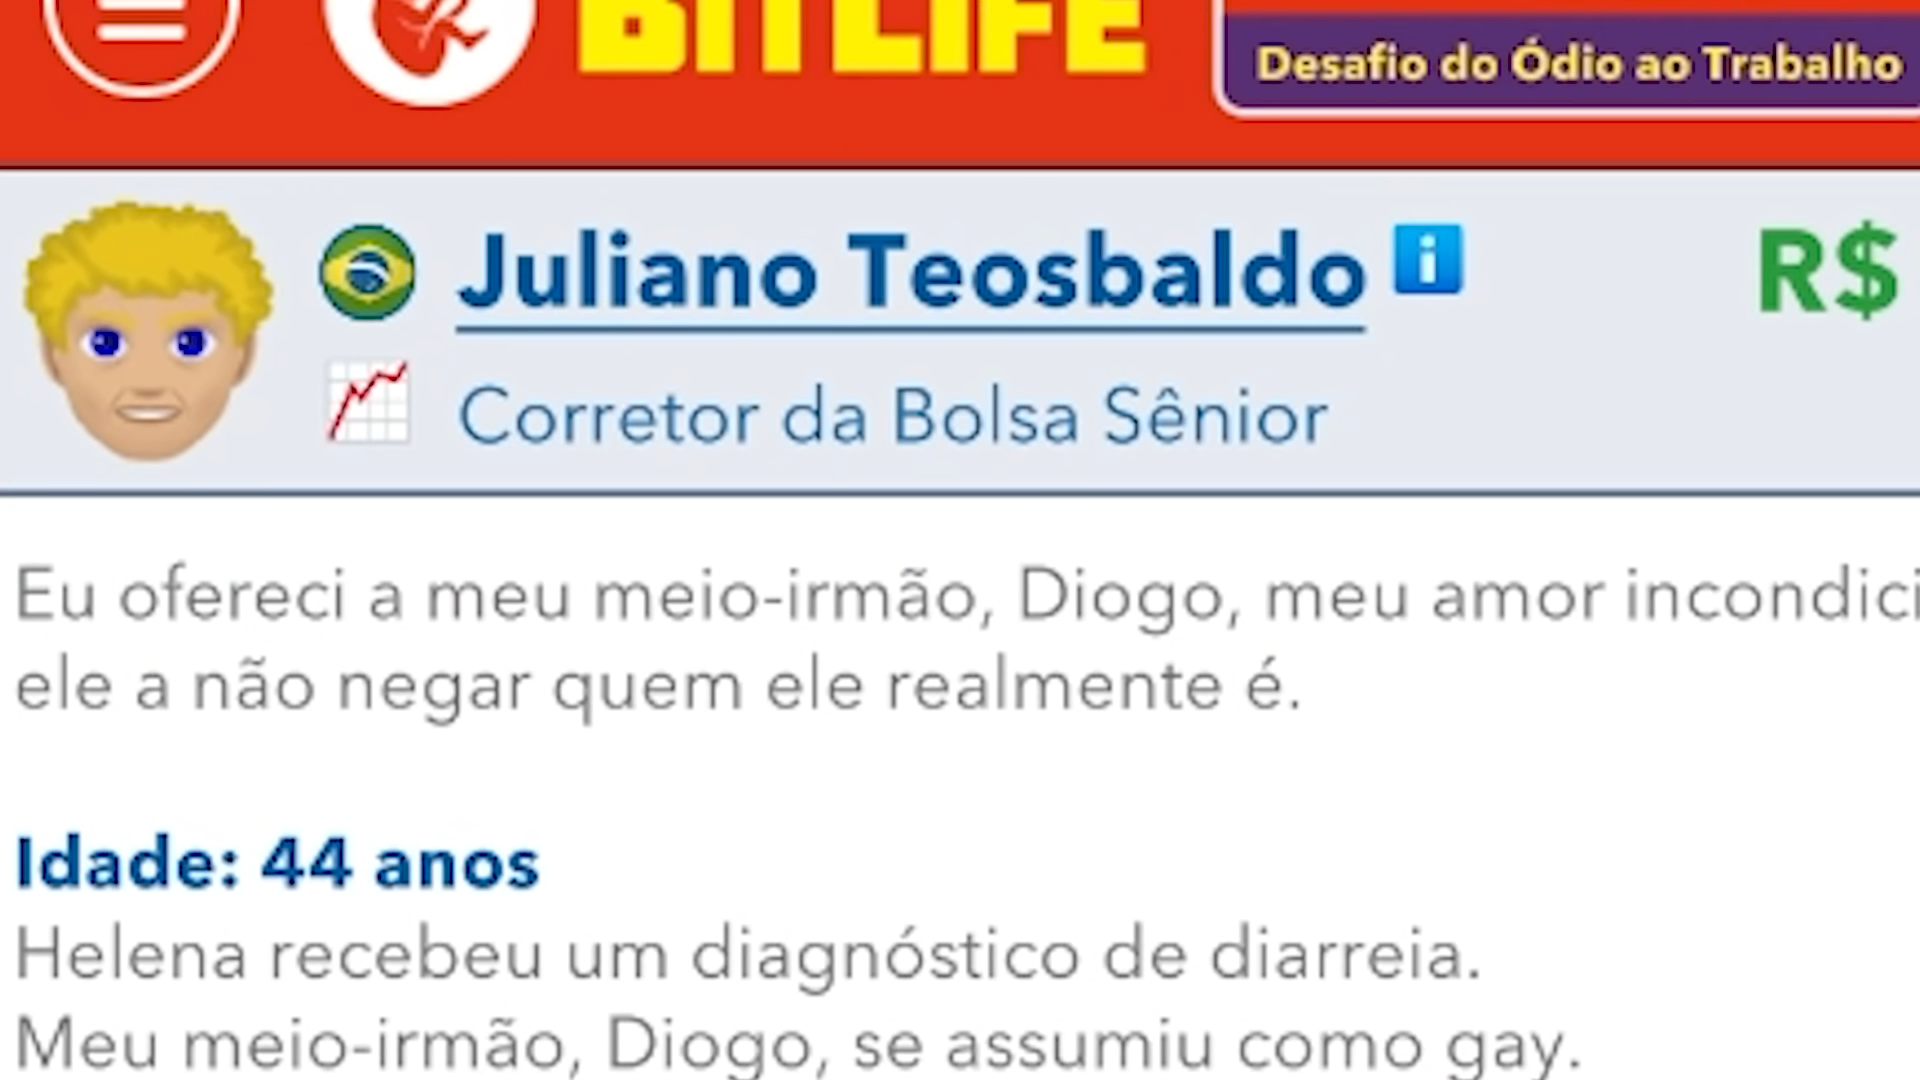 BITLIFE
Desafio do Ódio ao Trabalho
Juliano Teosbaldo i
R$
Corretor da Bolsa Sênior
Eu ofereci a meu meio-irmão, Diogo, meu amor incondici
ele a não negar quem ele realmente é.
Idade: 44 anos
Helena recebeu um diagnóstico de diarreia.
Meu meio-irmão, Diogo, se assumiu como gay.